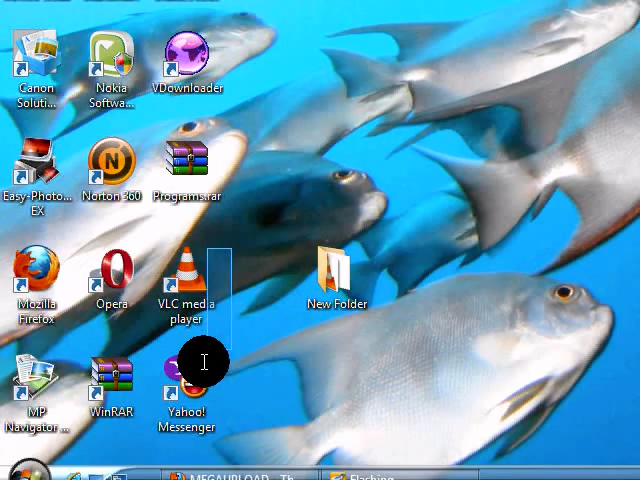 Canon
Soluti...
Nokia
Softwa...
VDownloader
Easy-Photo...
EX
Norton 360
Programs.rar
Mozilla
Firefox
Opera
VLC media
player
New Folder
MP
Navigator ...
WinRAR
Yahoo!
Messenger
MEGAUPLOAD - Th...
Flashing